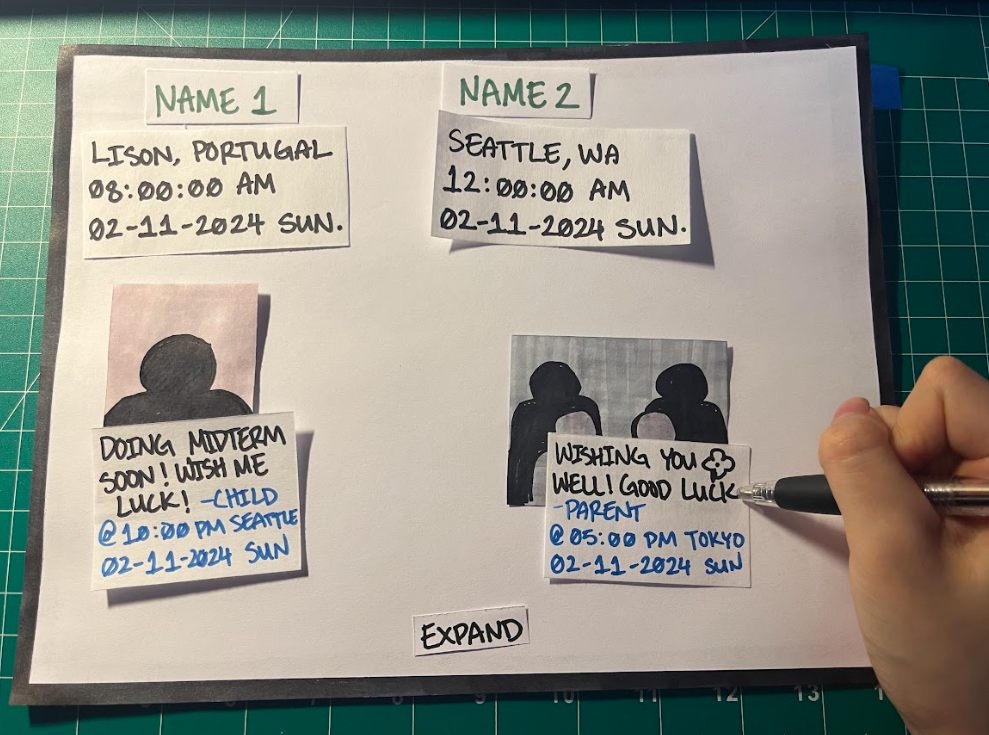 NAME 1
LISON, PORTUGAL
08:00:00 AM
02-11-2024 SUN.
NAME 2
SEATTLE, WA
12:00:00 AM
02-11-2024 SUN.
DOING MIDTERM
SOON! WISH ME
LUCK! -CHILD
@ 10:00 PM SEATTLE
02-11-2024 SUN
WISHING YOU
WELL! GOOD LUCK
-PARENT
@ 05:00 PM TOKYO
02-11-2024 SUN
EXPAND
8
9
10
11
12
13